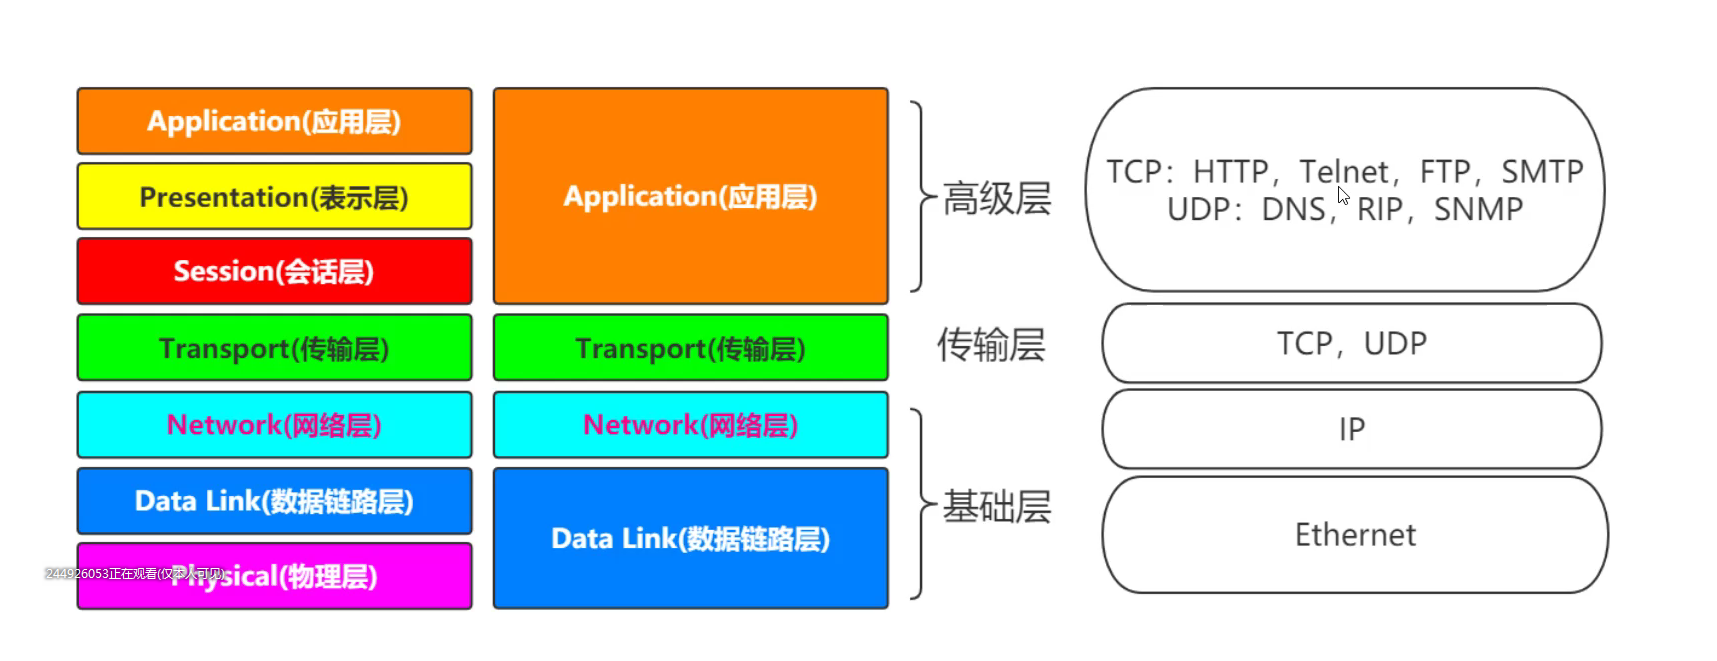 Application(应用层)
Presentation(表示层)
Session(会话层)
Transport(传输层)
Network(网络层)
Data Link(数据链路层)
Physical(物理层)
244926053正在观看(仅本人可见)
Application(应用层)
Transport(传输层)
Network(网络层)
Data Link(数据链路层)
高级层
传输层
基础层
TCP：HTTP，Telnet，FTP，SMTP
UDP：DNS，RIP，SNMP
TCP，UDP
IP
Ethernet